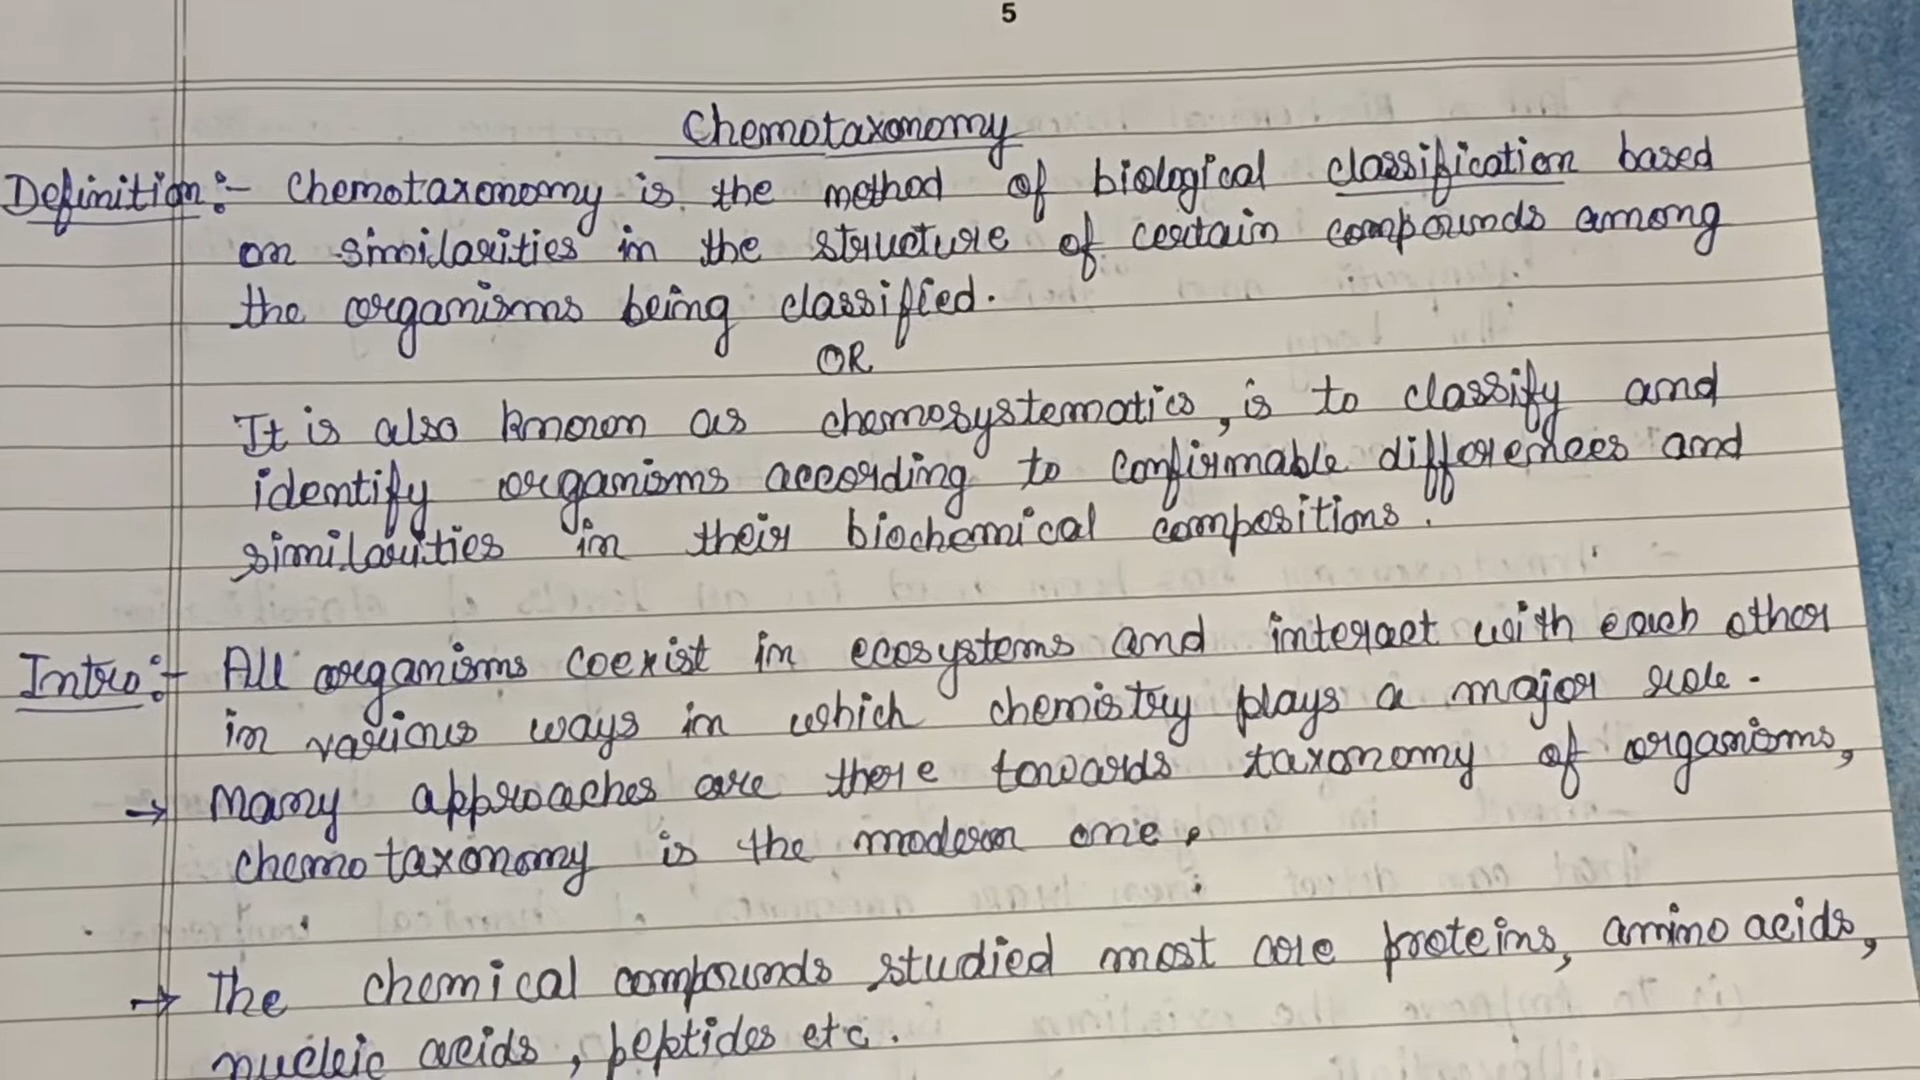 5
Chemotaxonomy
Definition:- Chemotaxonomy is the method of biological classification based
on similarities in the structure of certain compounds among
the organisms being classified.
OR
It is also known as chemosystematics, is to classify and
identify organisms according to confirmable differences and
similarities in their biochemical compositions.
Intro:- All organisms coexist in ecosystems and interact with each other
in various ways in which chemistry plays a major role.
→ Many approaches are there towards taxonomy of organisms,
chemotaxonomy is the modern one.
→ The chemical compounds studied most are proteins, amino acids,
nucleic acids, peptides etc.